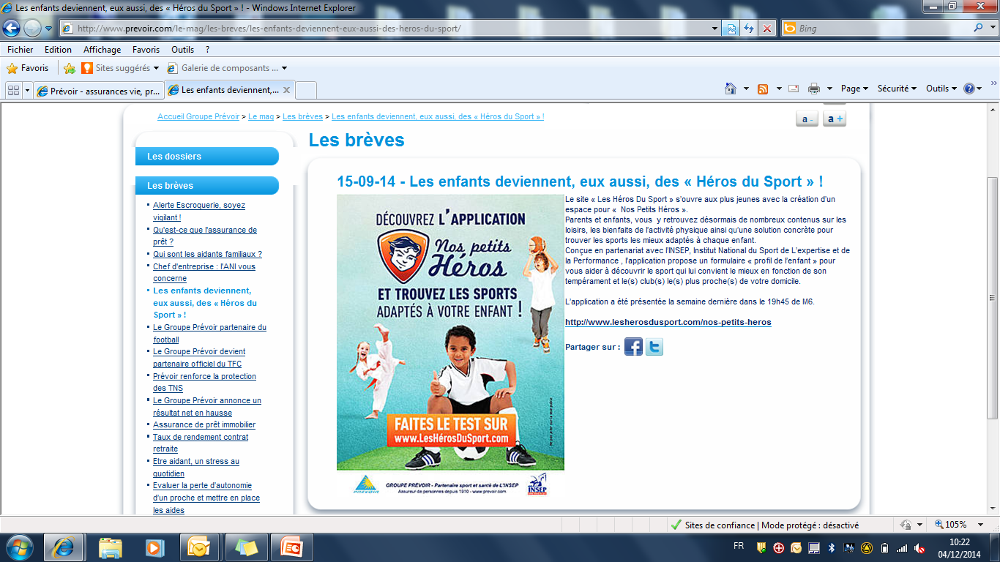 Les enfants deviennent, eux aussi, des « Héros du Sport » ! - Windows Internet Explorer
http://www.prevoir.com/le-mag/les-breves/les-enfants-deviennent-eux-aussi-des-heros-du-sport/
Bing
Fichier Edition Affichage Favoris Outils ?
Favoris Sites suggérés Galerie de composants ...
Prévoir - assurances vie, pr... Les enfants deviennent,... Page Sécurité Outils
Accueil Groupe Prévoir > Le mag > Les brèves > Les enfants deviennent, eux aussi, des « Héros du Sport » !
a - a +
Les dossiers
Les brèves
Alerte Escroquerie, soyez
vigilant !
Qu'est-ce que l'assurance de
prêt ?
Qui sont les aidants familiaux ?
Chef d'entreprise : l'ANI vous
concerne
Les enfants deviennent,
eux aussi, des « Héros du
Sport » !
Le Groupe Prévoir partenaire du
football
Le Groupe Prévoir devient
partenaire officiel du TFC
Prévoir renforce la protection
des TNS
Le Groupe Prévoir annonce un
résultat net en hausse
Assurance de prêt immobilier
Taux de rendement contrat
retraite
Etre aidant, un stress au
quotidien
Evaluer la perte d'autonomie
d'un proche et mettre en place
les aides
Les brèves
15-09-14 - Les enfants deviennent, eux aussi, des « Héros du Sport » !
DÉCOUVREZ L'APPLICATION
Nos petits
Héros
ET TROUVEZ LES SPORTS
ADAPTÉS À VOTRE ENFANT !
FAITES LE TEST SUR
www.LesHérosDuSport.com
GROUPE PRÉVOIR - Partenaire sport et santé de L'INSEP
Assureur de personnes depuis 1910 - www.prevoir.com
INSEP
Le site « Les Héros Du Sport » s'ouvre aux plus jeunes avec la création d'un
espace pour «  Nos Petits Héros ».
Parents et enfants, vous  y retrouvez désormais de nombreux contenus sur les
loisirs, les bienfaits de l'activité physique ainsi qu'une solution concrète pour
trouver les sports les mieux adaptés à chaque enfant.
Conçue en partenariat avec l'INSEP, Institut National du Sport de L'expertise et de
la Performance , l'application propose un formulaire « profil de l'enfant » pour
vous aider à découvrir le sport qui lui convient le mieux en fonction de son
tempérament et le(s) club(s) le(s) plus proche(s) de votre domicile.
L'application a été présentée la semaine dernière dans le 19h45 de M6.
http://www.lesherosdusport.com/nos-petits-heros
Partager sur :
Sites de confiance | Mode protégé : désactivé 105%
FR
10:22
04/12/2014